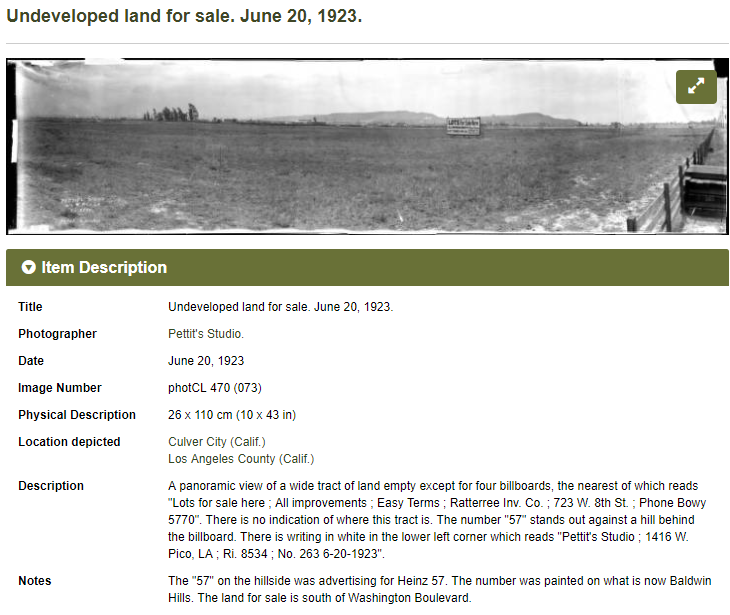 Undeveloped land for sale. June 20, 1923.
Item Description
Title Undeveloped land for sale. June 20, 1923.
Photographer Pettit's Studio.
Date June 20, 1923
Image Number photCL 470 (073)
Physical Description 26 x 110 cm (10 x 43 in)
Location depicted Culver City (Calif.)
Los Angeles County (Calif.)
Description A panoramic view of a wide tract of land empty except for four billboards, the nearest of which reads
"Lots for sale here ; All improvements ; Easy Terms ; Ratterree Inv. Co. ; 723 W. 8th St. ; Phone Bowy
5770". There is no indication of where this tract is. The number "57" stands out against a hill behind
the billboard. There is writing in white in the lower left corner which reads "Pettit's Studio ; 1416 W.
Pico, LA ; Ri. 8534 ; No. 263 6-20-1923".
Notes The "57" on the hillside was advertising for Heinz 57. The number was painted on what is now Baldwin
Hills. The land for sale is south of Washington Boulevard.